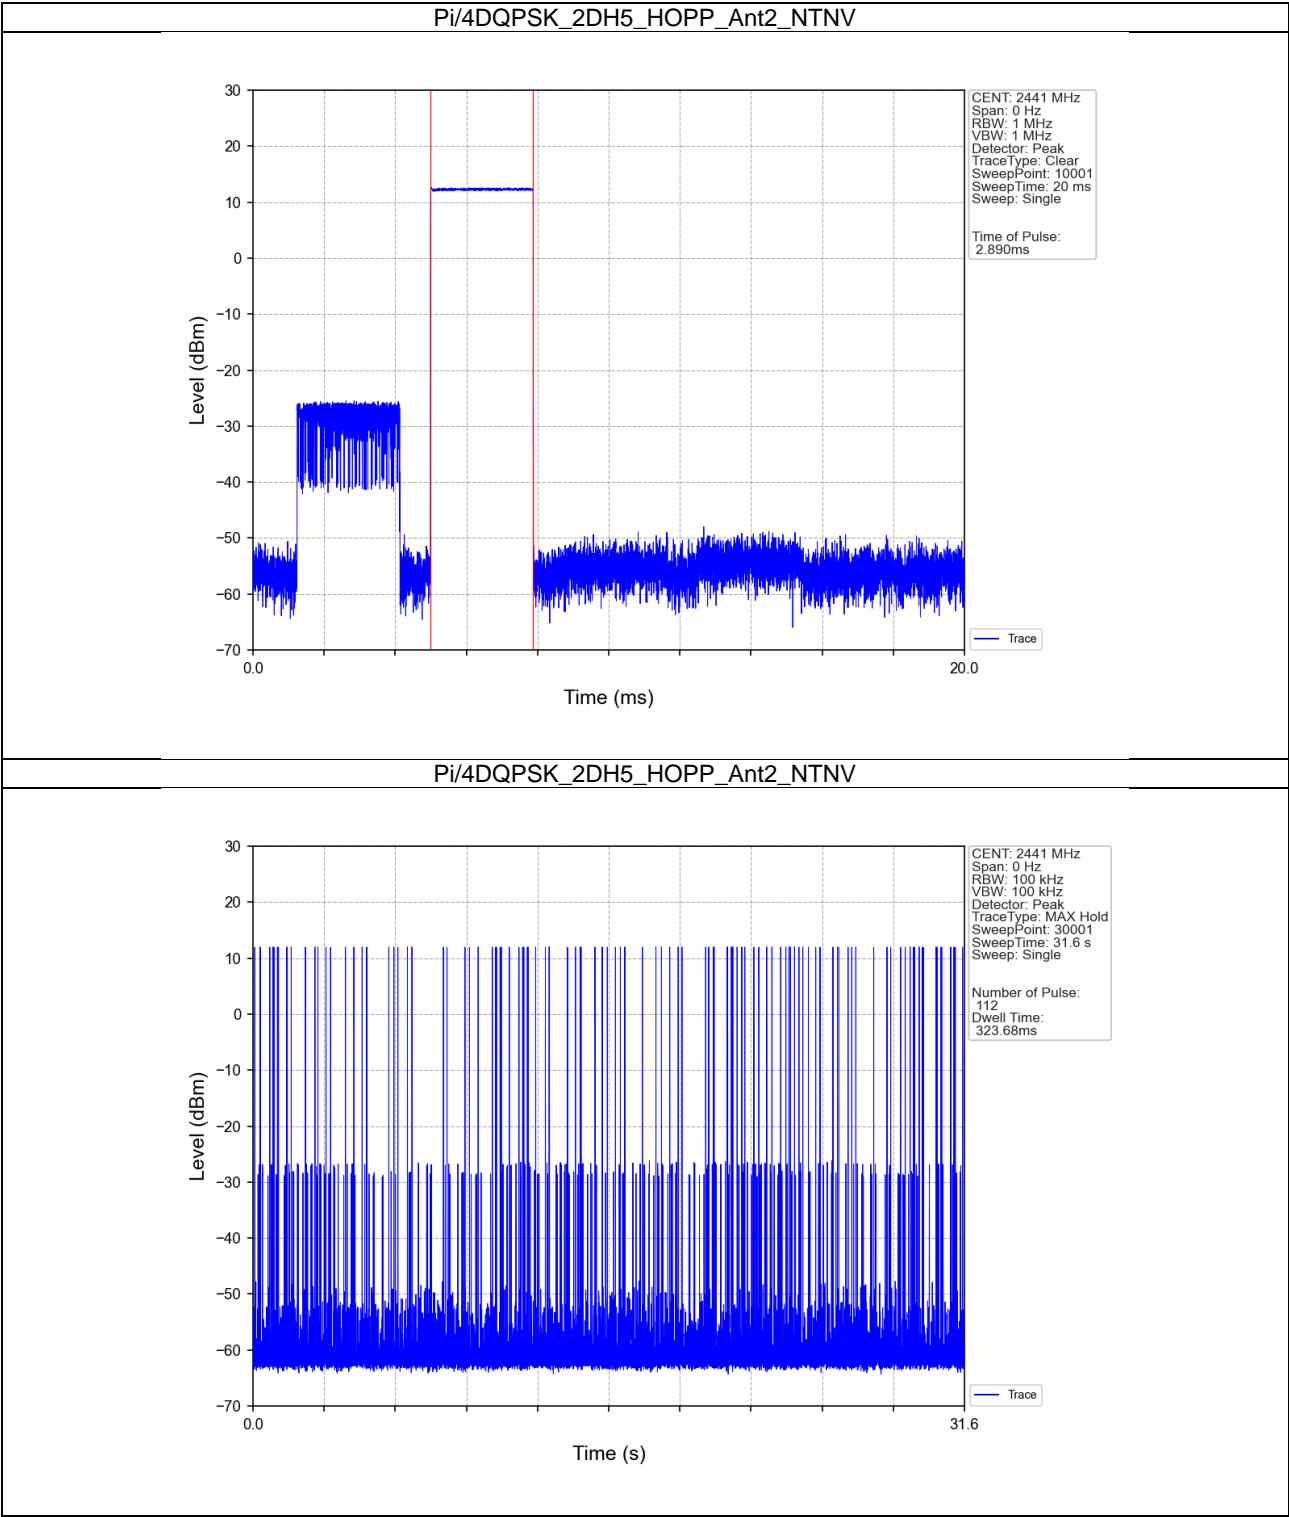 Pi/4DQPSK_2DH5_HOPP_Ant2_NTNV
30
20
10
0
−10
−20
−30
−40
−50
−60
−70
Level (dBm)
0.0
20.0
Time (ms)
CENT: 2441 MHz
Span: 0 Hz
RBW: 1 MHz
VBW: 1 MHz
Detector: Peak
TraceType: Clear
SweepPoint: 10001
SweepTime: 20 ms
Sweep: Single
Time of Pulse:
2.890ms
Trace
Pi/4DQPSK_2DH5_HOPP_Ant2_NTNV
30
20
10
0
−10
−20
−30
−40
−50
−60
−70
Level (dBm)
0.0
31.6
Time (s)
CENT: 2441 MHz
Span: 0 Hz
RBW: 100 kHz
VBW: 100 kHz
Detector: Peak
TraceType: MAX Hold
SweepPoint: 30001
SweepTime: 31.6 s
Sweep: Single
Number of Pulse:
112
Dwell Time:
323.68ms
Trace